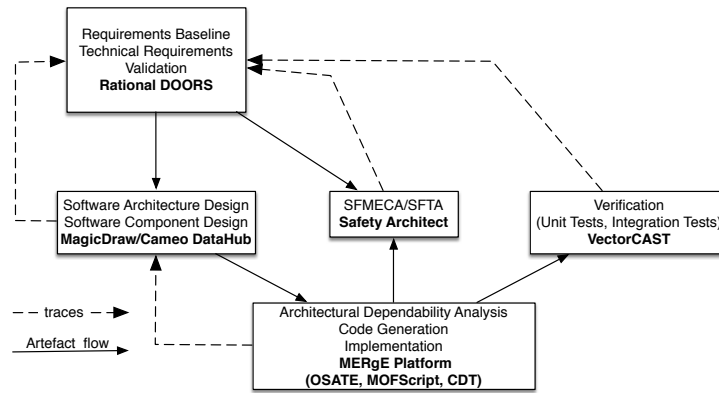 Requirements Baseline
Technical Requirements
Validation
Rational DOORS
Software Architecture Design
Software Component Design
MagicDraw/Cameo DataHub
SFMECA/SFTA
Safety Architect
Verification
(Unit Tests, Integration Tests)
VectorCAST
traces
Artefact flow
Architectural Dependability Analysis
Code Generation
Implementation
MERgE Platform
(OSATE, MOFScript, CDT)